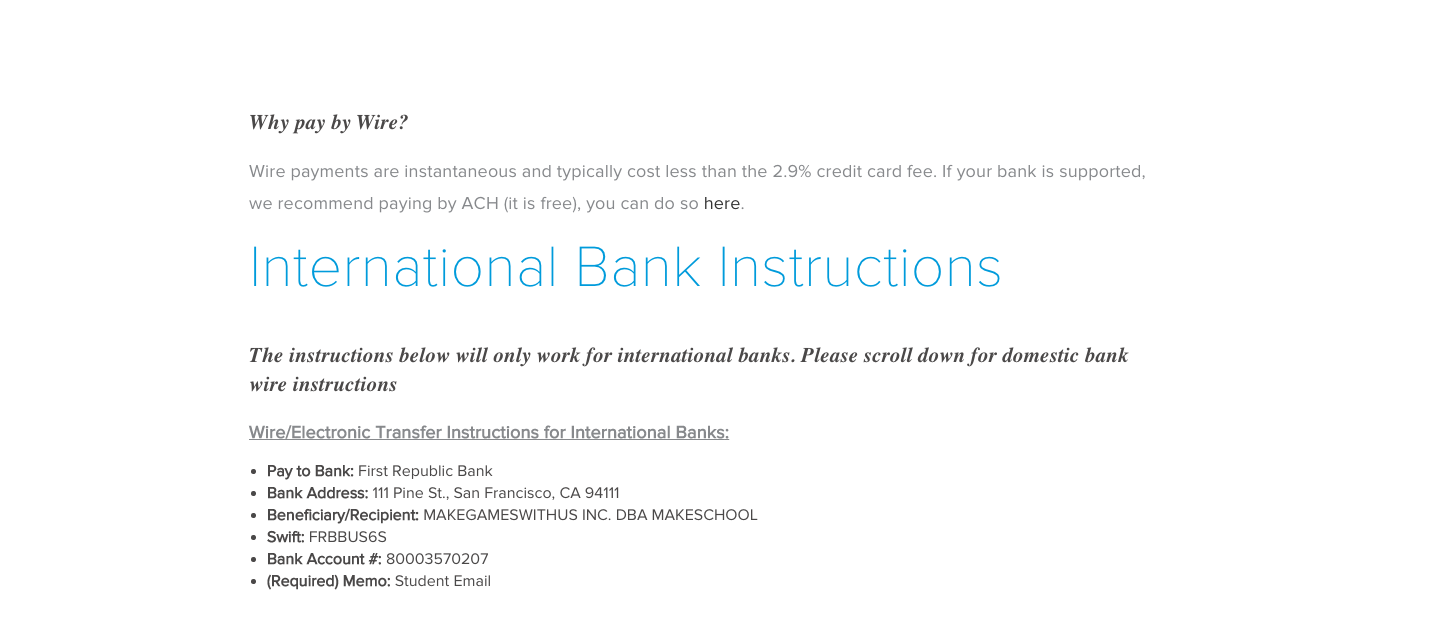 Why pay by Wire?
Wire payments are instantaneous and typically cost less than the 2.9% credit card fee. If your bank is supported,
we recommend paying by ACH (it is free), you can do so here.
International Bank Instructions
The instructions below will only work for international banks. Please scroll down for domestic bank
wire instructions
Wire/Electronic Transfer Instructions for International Banks:
• Pay to Bank: First Republic Bank
• Bank Address: 111 Pine St., San Francisco, CA 94111
• Beneficiary/Recipient: MAKEGAMESWITHUS INC. DBA MAKESCHOOL
• Swift: FRBBUS6S
• Bank Account #: 80003570207
• (Required) Memo: Student Email